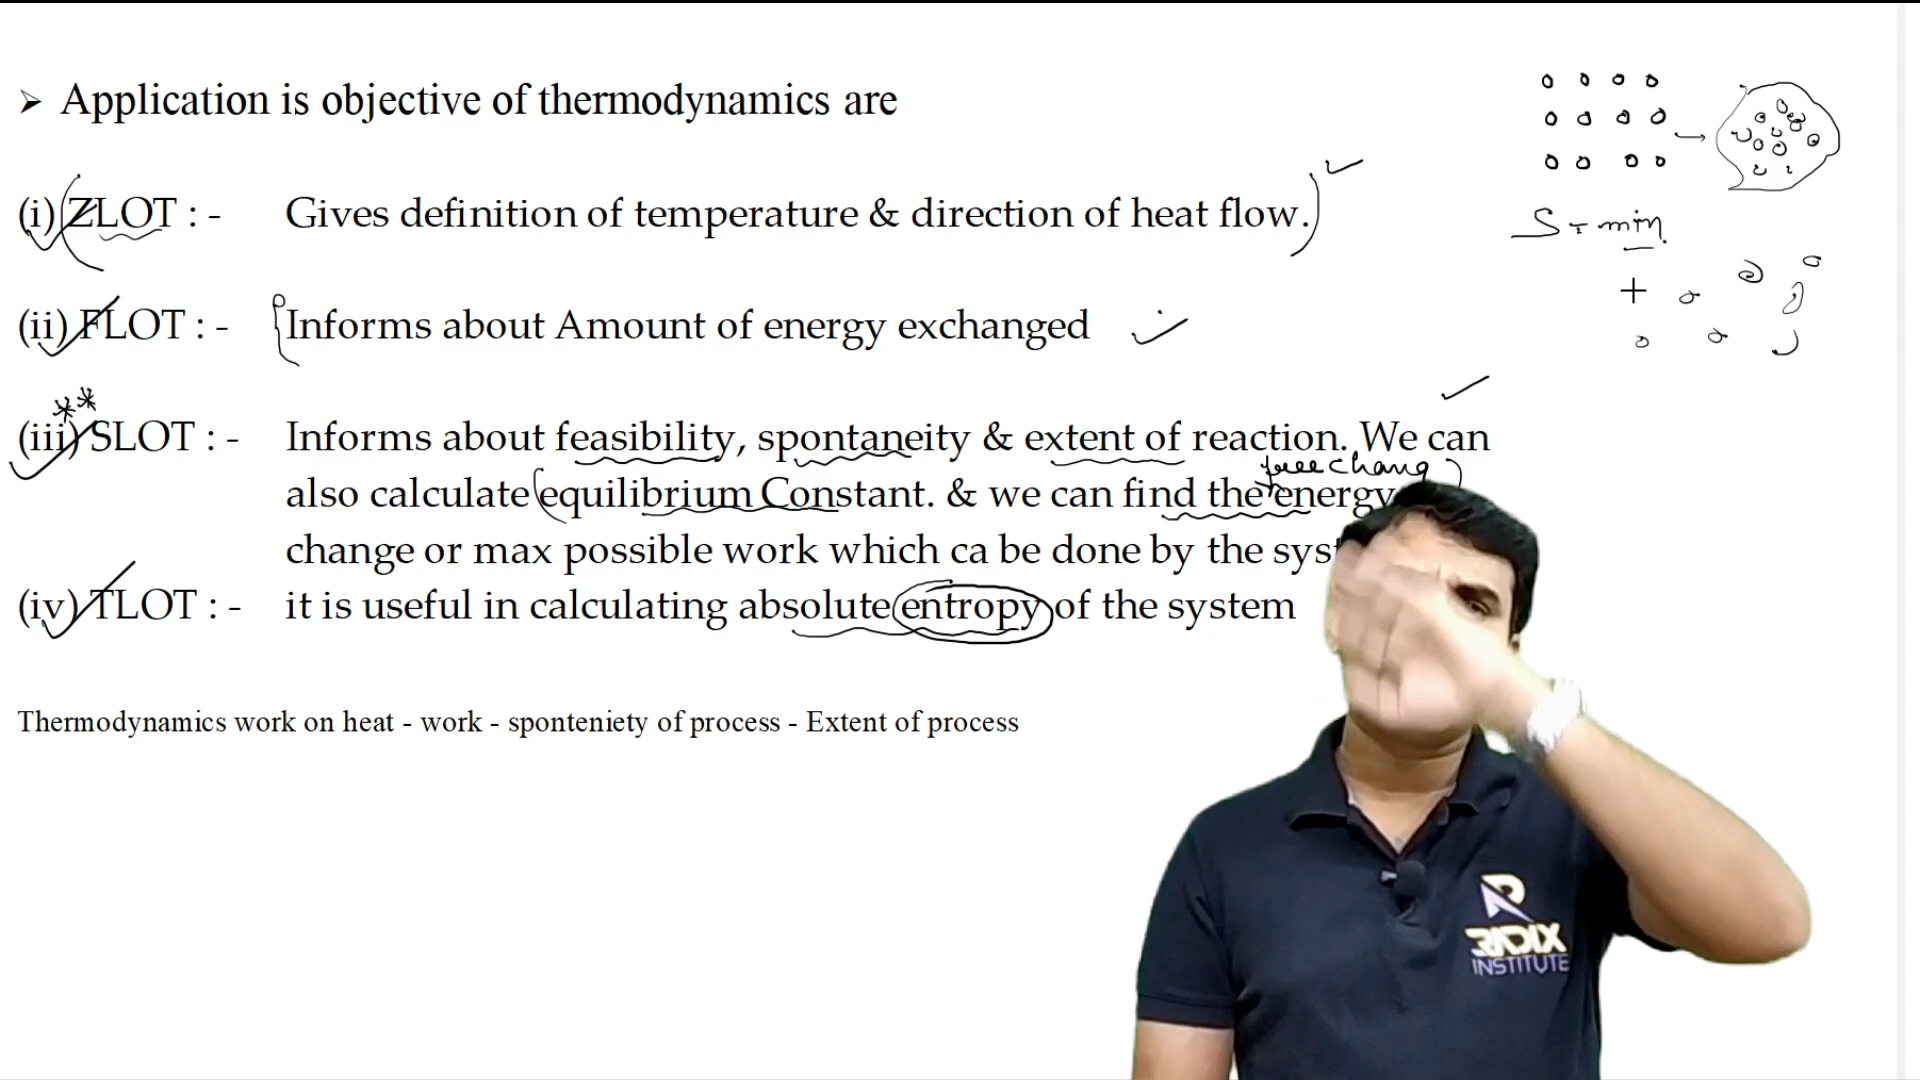 ➢ Application is objective of thermodynamics are
(i) ZLOT : - Gives definition of temperature & direction of heat flow.
S = min.
+
(ii) FLOT : - Informs about Amount of energy exchanged
**
(iii) SLOT : - Informs about feasibility, spontaneity & extent of reaction. We can
free chang
also calculate equilibrium Constant. & we can find the energy
change or max possible work which ca be done by the
(iv) TLOT : - it is useful in calculating absolute entropy of the system
Thermodynamics work on heat - work - sponteniety of process - Extent of process
RADIX
INSTITUTE